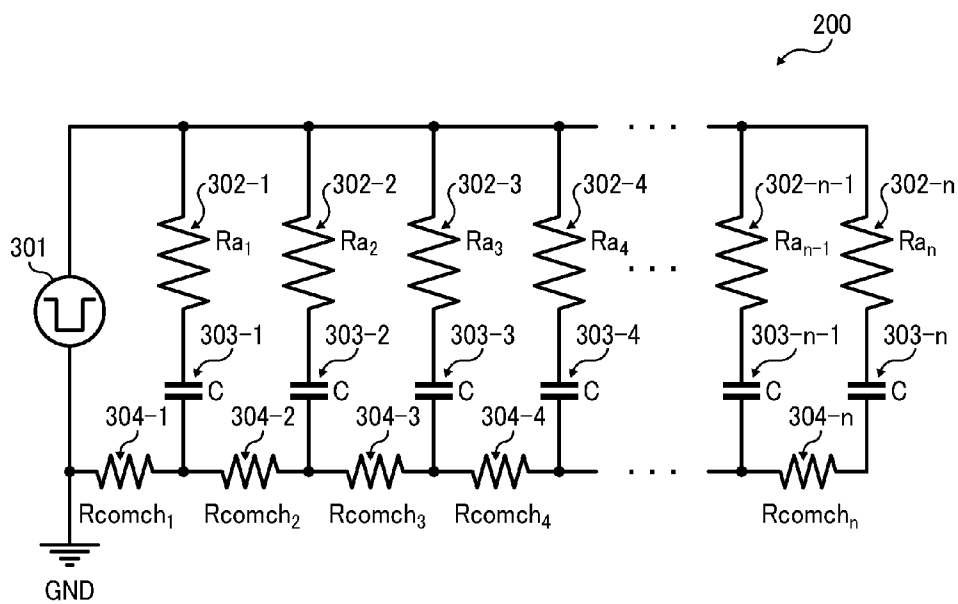 200
302-1 302-2 302-3 302-4 302-n-1 302-n
Ra₁ Ra₂ Ra₃ Ra₄ Raₙ₋₁ Raₙ
301
303-1 303-2 303-3 303-4 303-n-1 303-n
C C C C C C
304-1 304-2 304-3 304-4 304-n
Rcomch₁ Rcomch₂ Rcomch₃ Rcomch₄ Rcomchₙ
GND